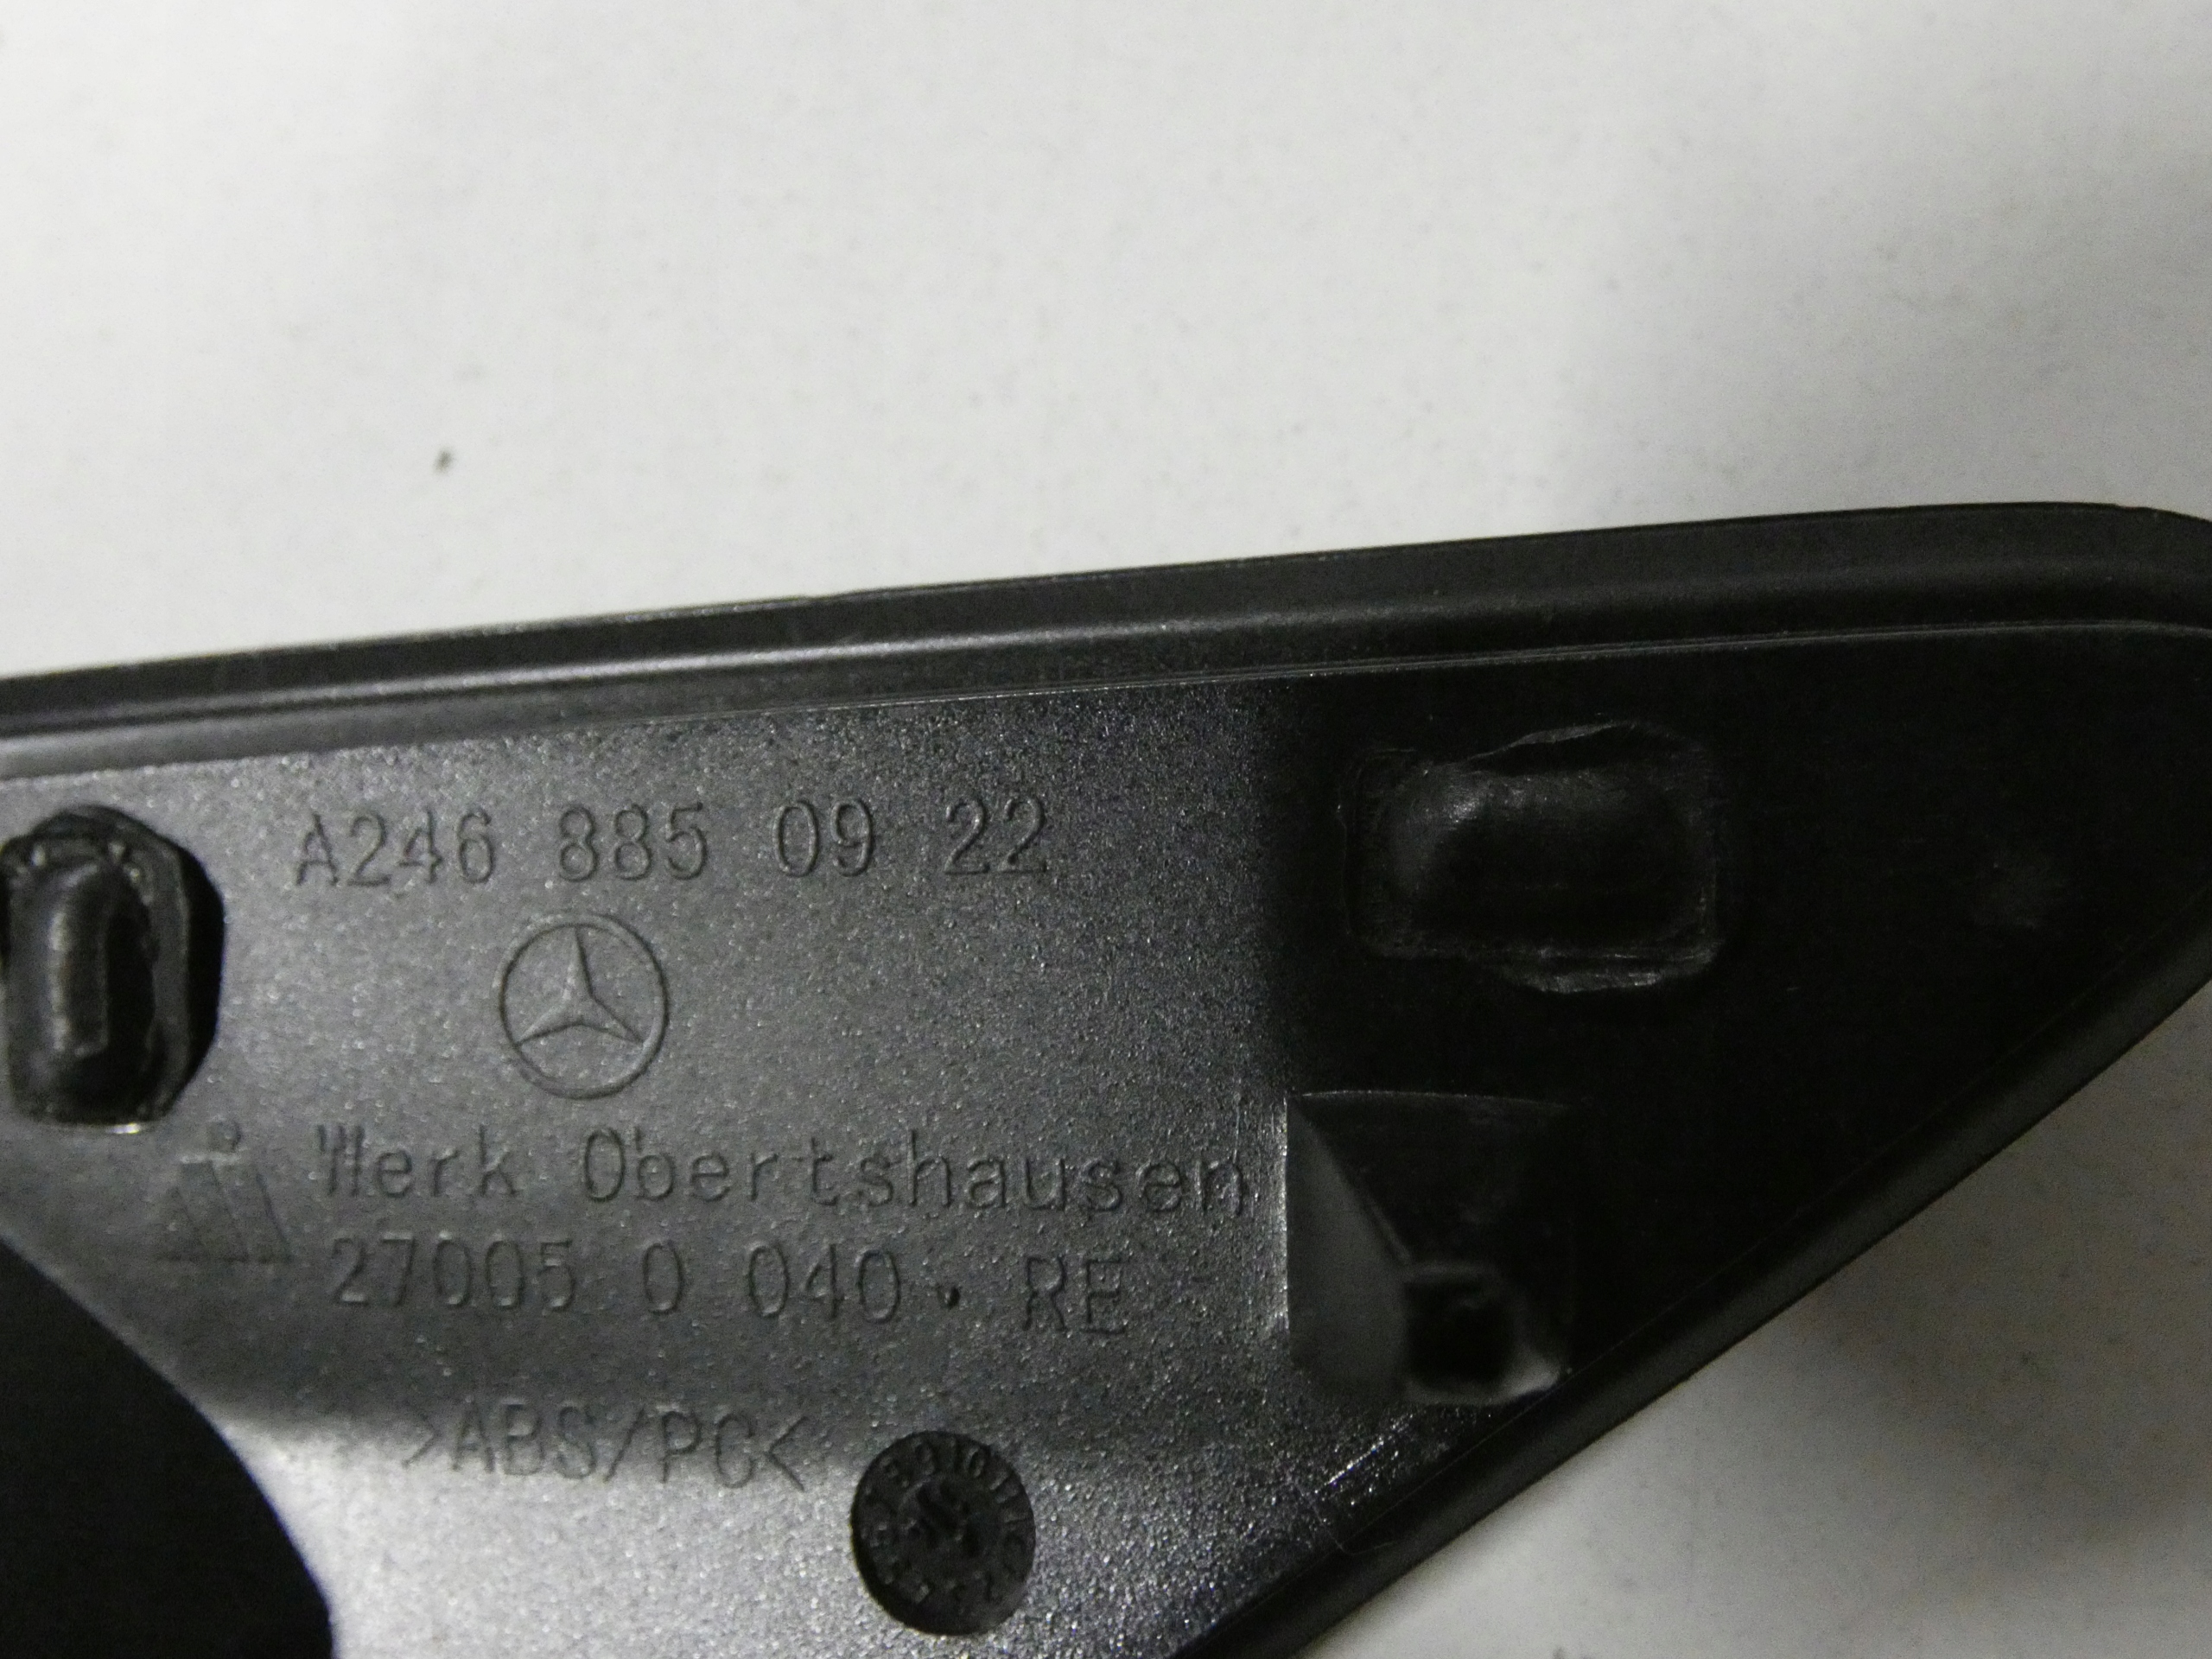 A246 885 09 22
Werk Obertshausen
27005 0 040. RE
>ABS/PC<